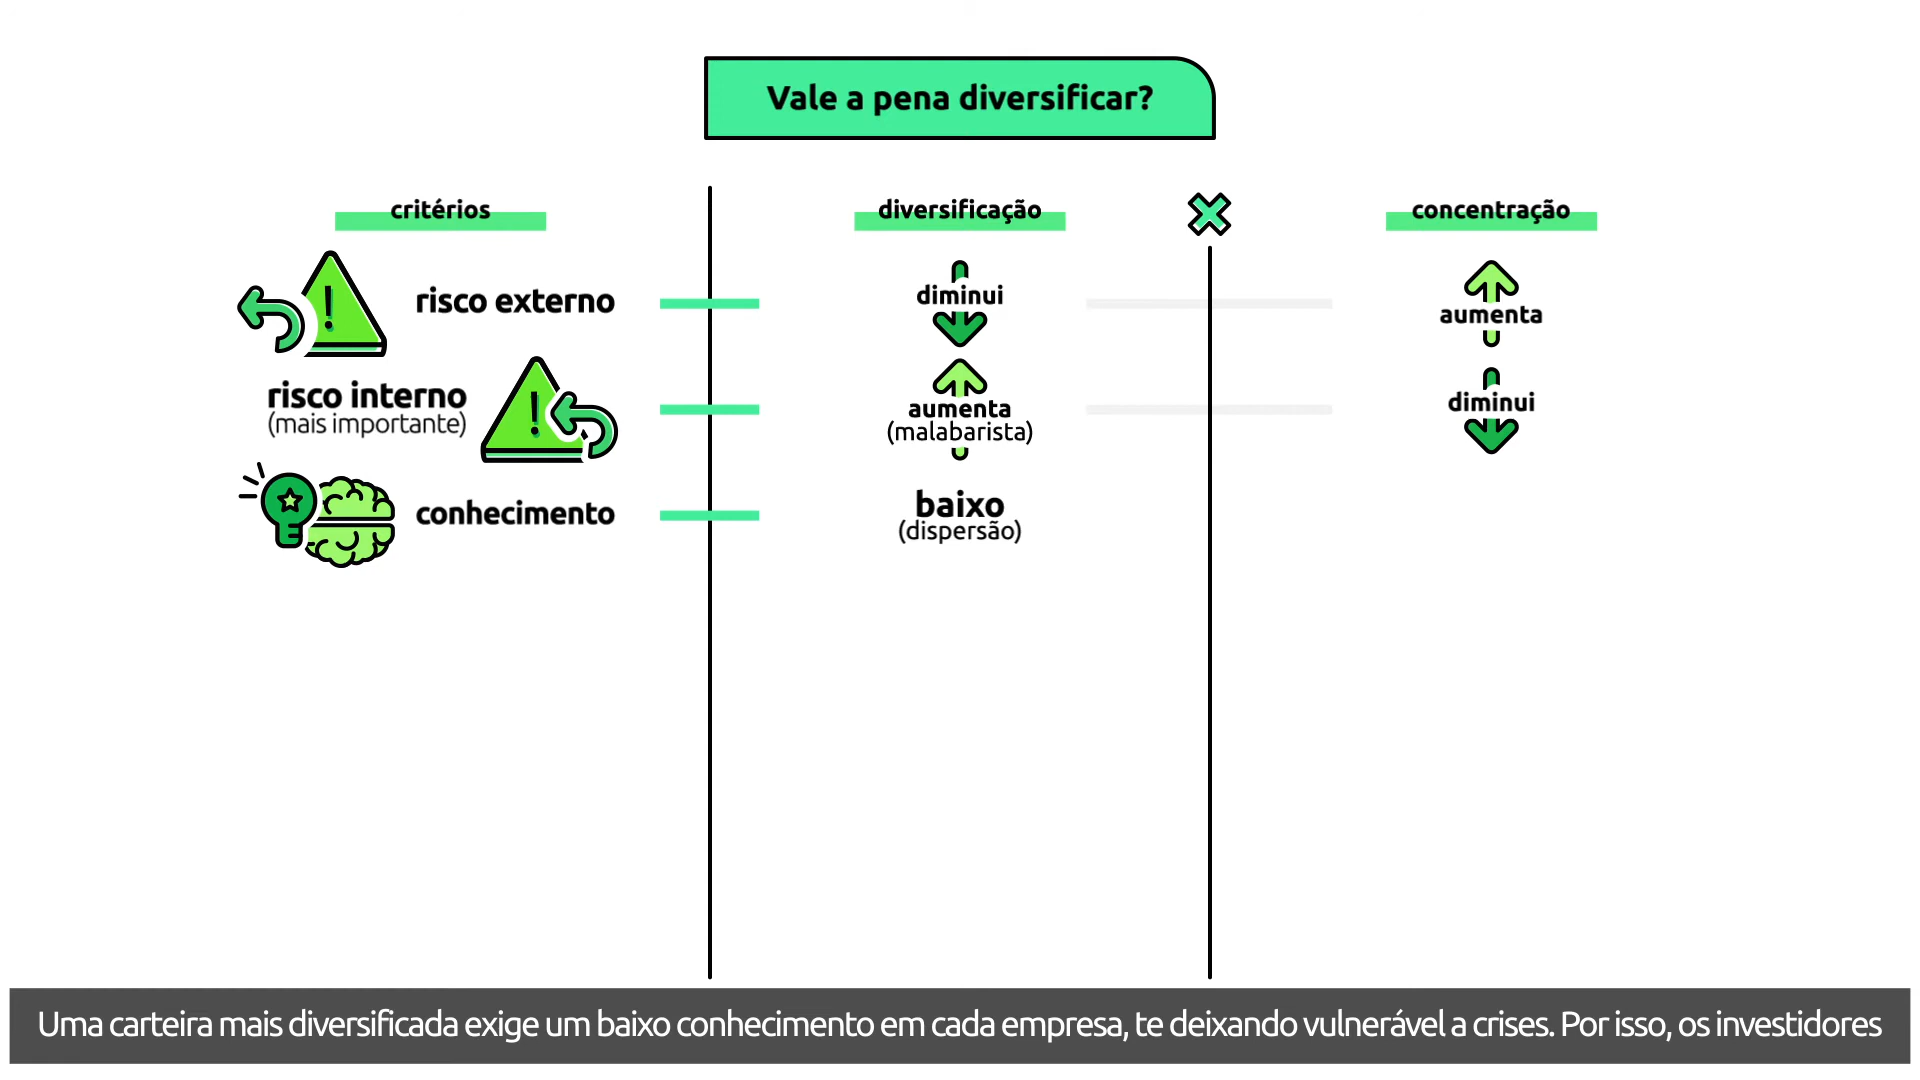 Vale a pena diversificar?
critérios
diversificação
concentração
risco externo
diminui
aumenta
risco interno
(mais importante)
aumenta
(malabarista)
diminui
conhecimento
baixo
(dispersão)
Uma carteira mais diversificada exige um baixo conhecimento em cada empresa, te deixando vulnerável a crises. Por isso, os investidores